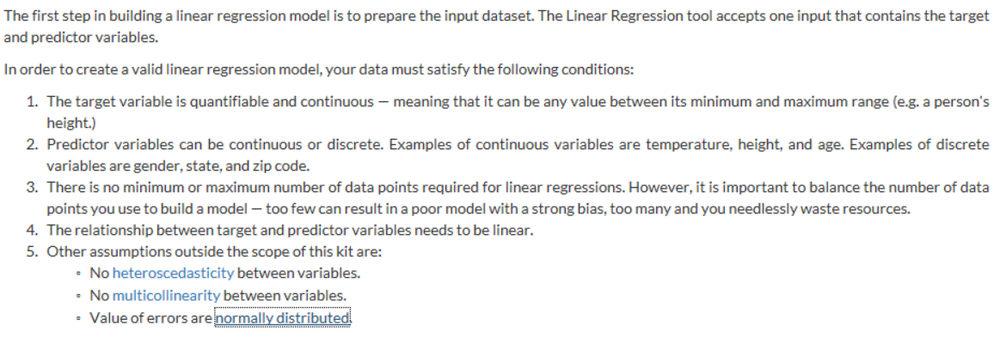 The first step in building a linear regression model is to prepare the input dataset. The Linear Regression tool accepts one input that contains the target
and predictor variables.
In order to create a valid linear regression model, your data must satisfy the following conditions:
1. The target variable is quantifiable and continuous — meaning that it can be any value between its minimum and maximum range (e.g. a person's
height.)
2. Predictor variables can be continuous or discrete. Examples of continuous variables are temperature, height, and age. Examples of discrete
variables are gender, state, and zip code.
3. There is no minimum or maximum number of data points required for linear regressions. However, it is important to balance the number of data
points you use to build a model — too few can result in a poor model with a strong bias, too many and you needlessly waste resources.
4. The relationship between target and predictor variables needs to be linear.
5. Other assumptions outside the scope of this kit are:
▫ No heteroscedasticity between variables.
▫ No multicollinearity between variables.
▫ Value of errors are normally distributed.